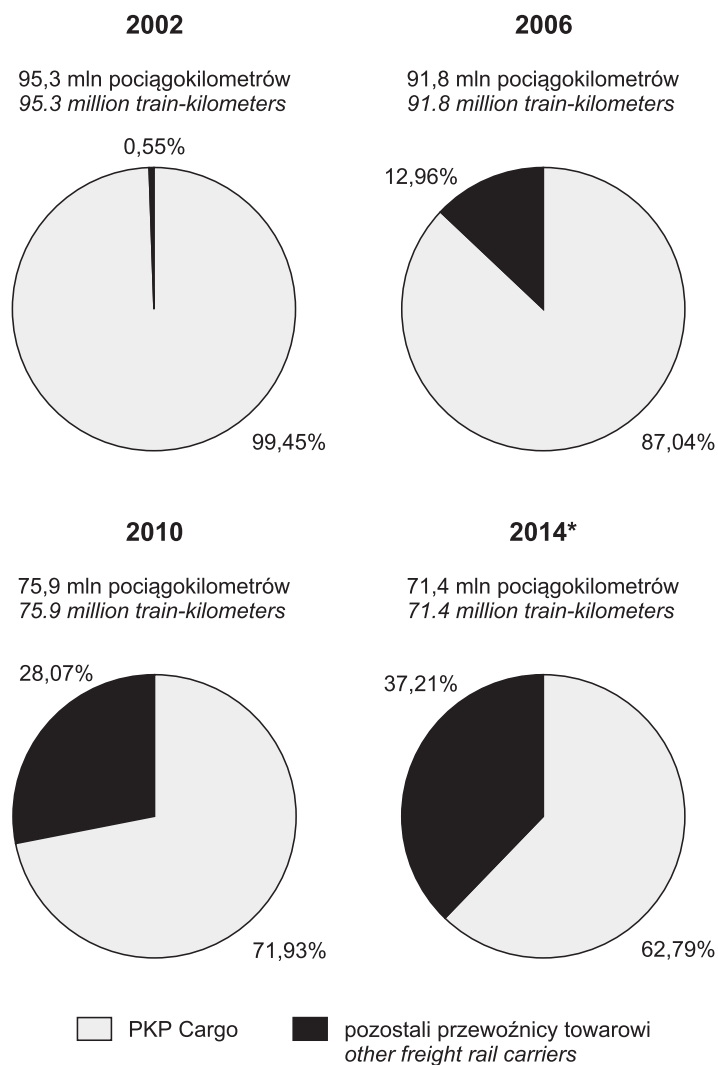 2002
95,3 mln pociągokilometrów
95.3 million train-kilometers
0,55%
99,45%
2006
91,8 mln pociągokilometrów
91.8 million train-kilometers
12,96%
87,04%
2010
75,9 mln pociągokilometrów
75.9 million train-kilometers
28,07%
71,93%
2014*
71,4 mln pociągokilometrów
71.4 million train-kilometers
37,21%
62,79%
PKP Cargo
pozostali przewoźnicy towarowi
other freight rail carriers